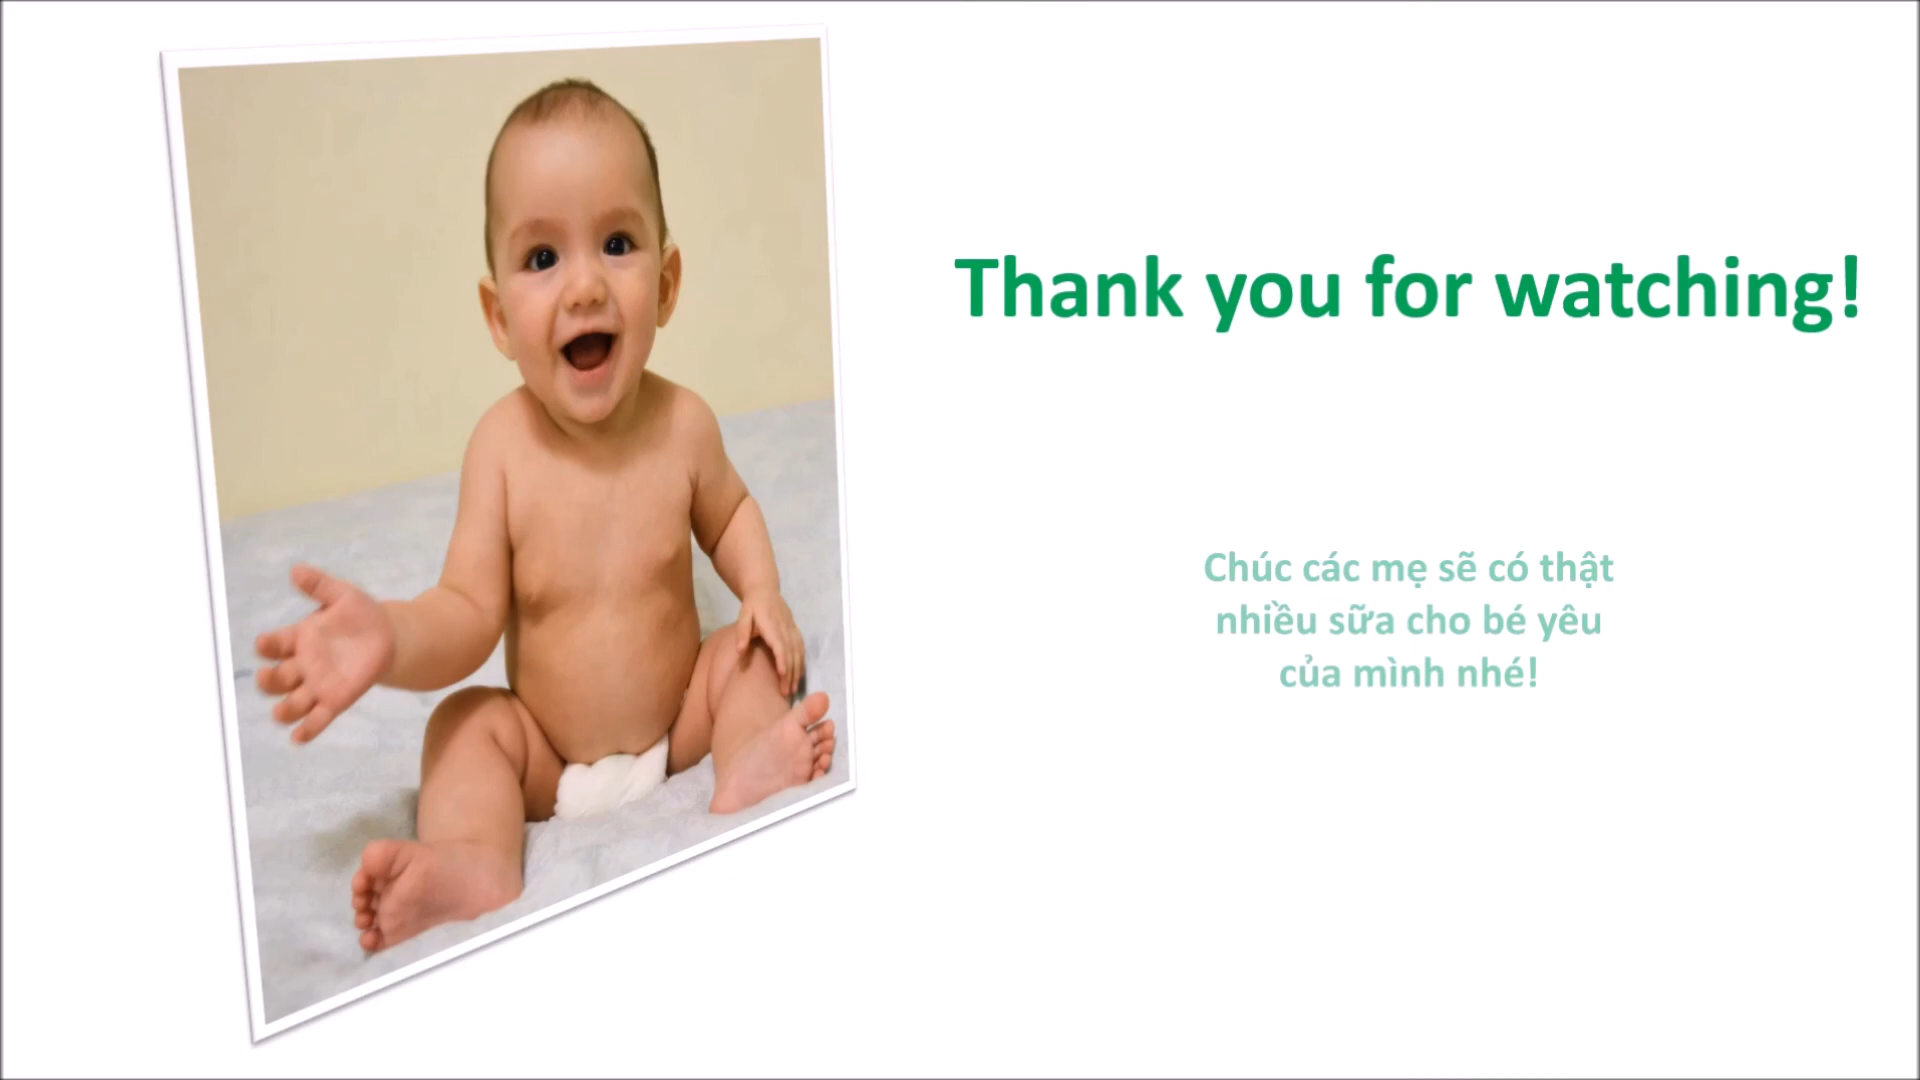 Thank you for watching!
Chúc các mẹ sẽ có thật
nhiều sữa cho bé yêu
của mình nhé!